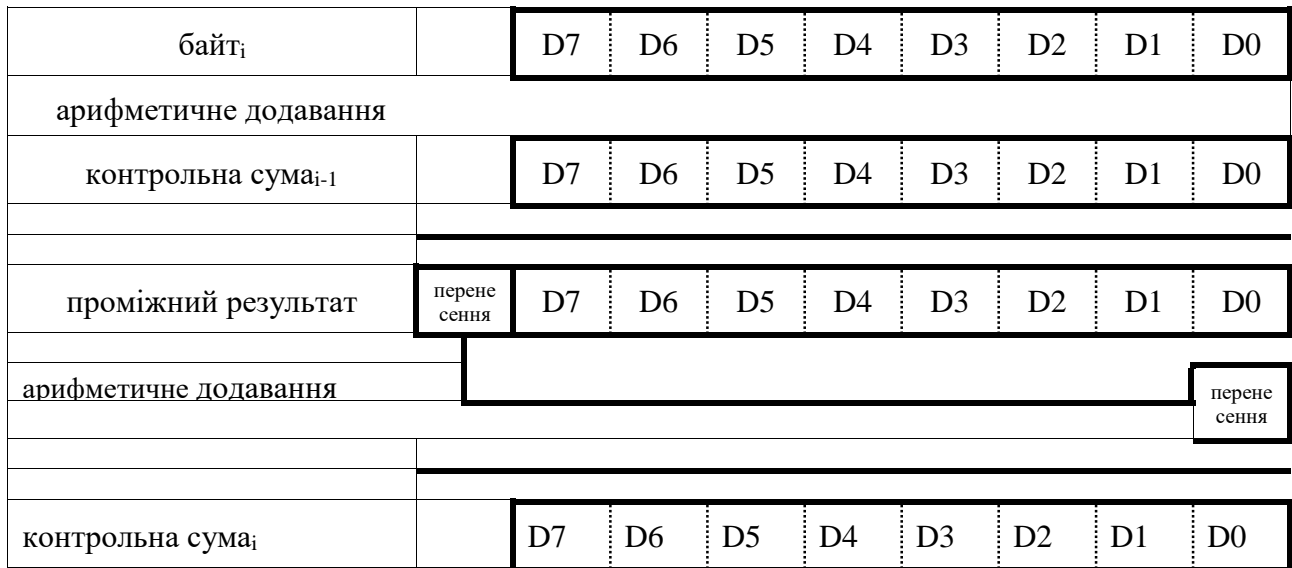 байтi D7 D6 D5 D4 D3 D2 D1 D0
арифметичне додавання
контрольна сумаi-1 D7 D6 D5 D4 D3 D2 D1 D0
проміжний результат перене сення D7 D6 D5 D4 D3 D2 D1 D0
арифметичне додавання перене сення
контрольна сумаi D7 D6 D5 D4 D3 D2 D1 D0